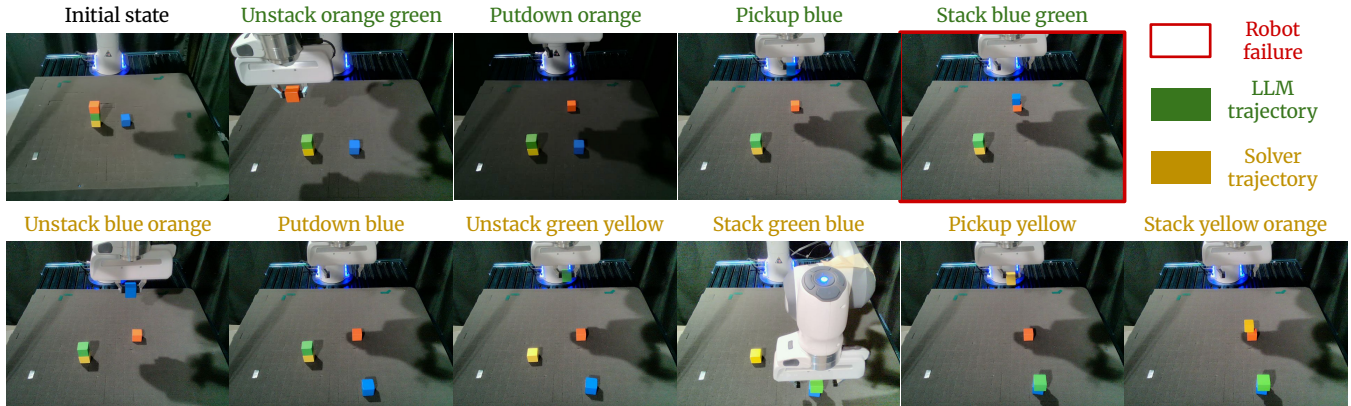 Initial state
Unstack orange green
Putdown orange
Pickup blue
Stack blue green
Robot
failure
LLM
trajectory
Solver
trajectory
Unstack blue orange
Putdown blue
Unstack green yellow
Stack green blue
Pickup yellow
Stack yellow orange